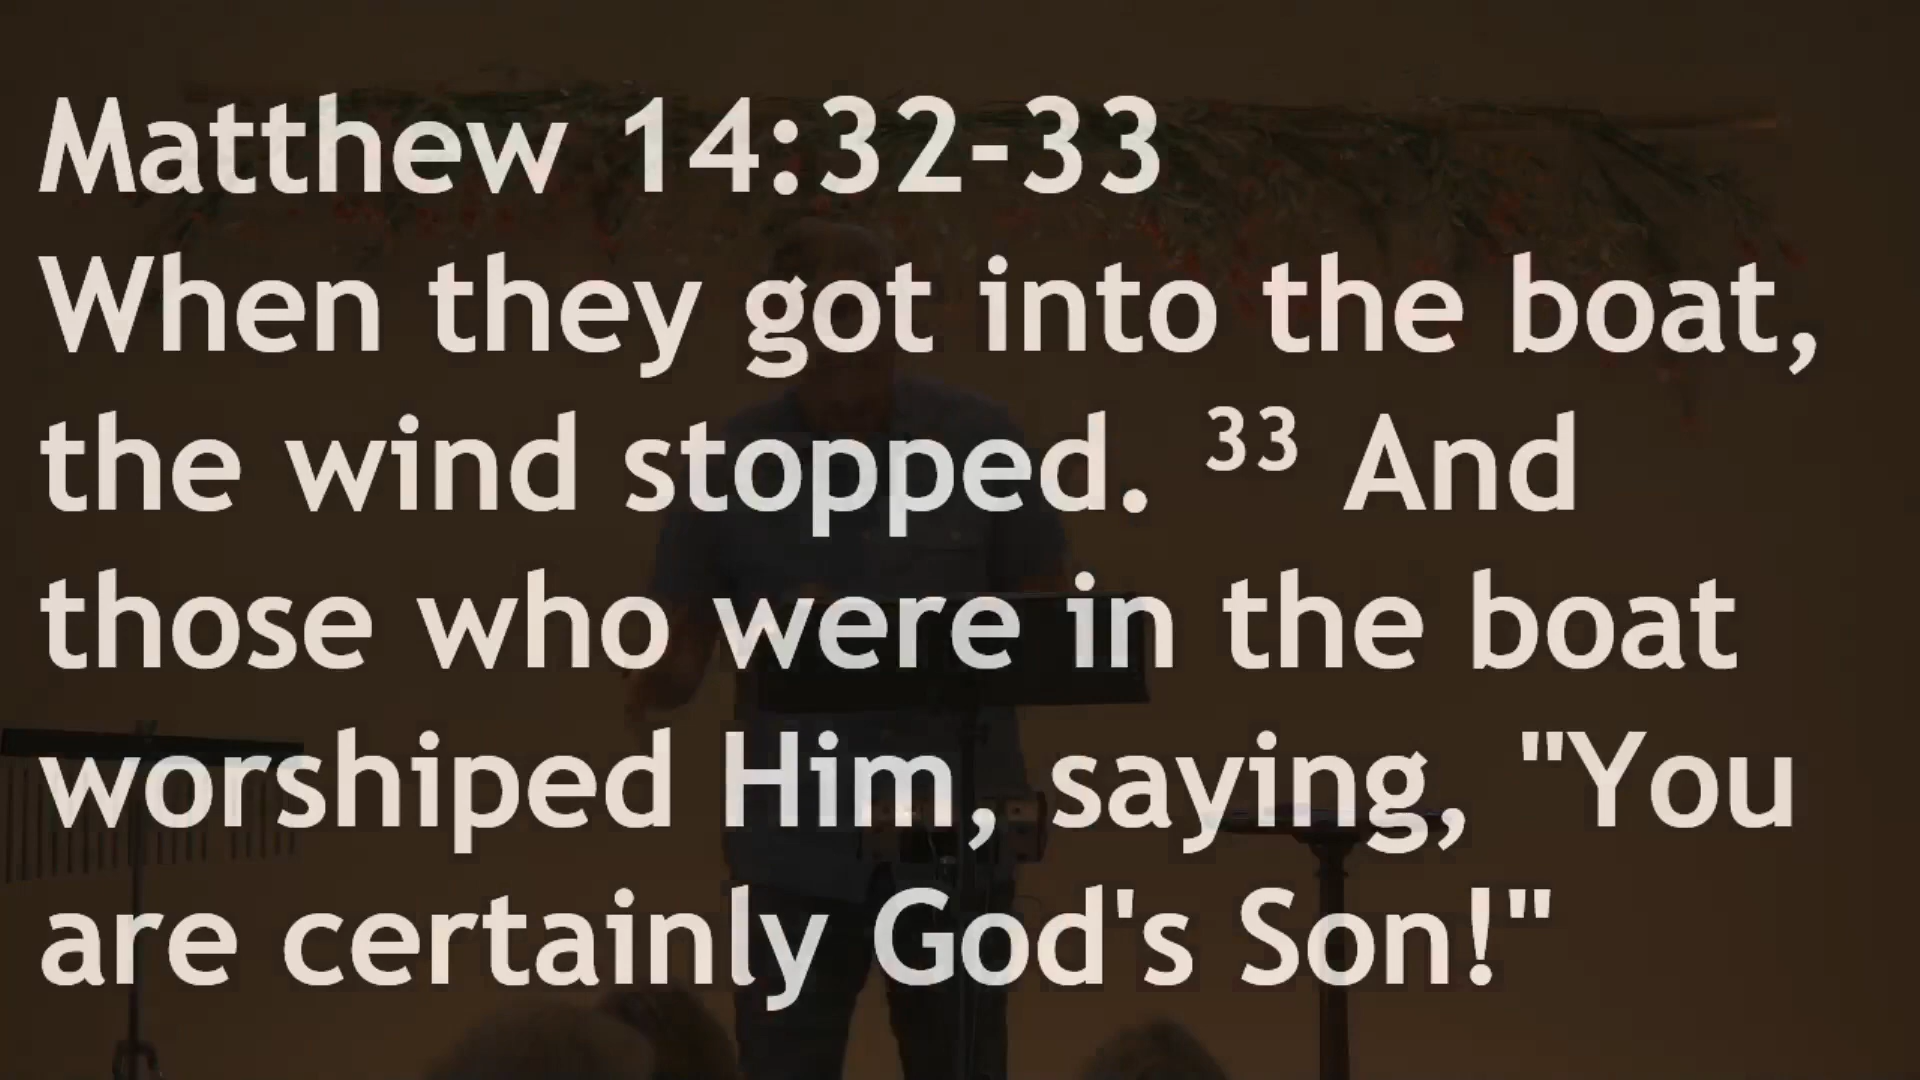 Matthew 14:32-33
When they got into the boat,
the wind stopped. ³³ And
those who were in the boat
worshiped Him, saying, "You
are certainly God's Son!"